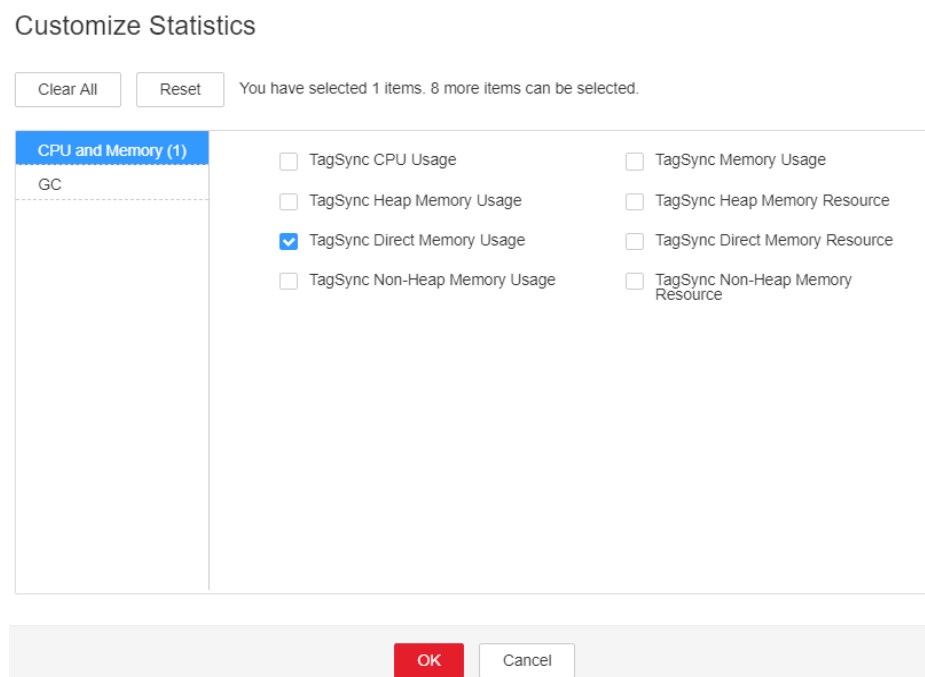 Customize Statistics
Clear All
Reset
You have selected 1 items. 8 more items can be selected.
CPU and Memory (1)
GC
TagSync CPU Usage
TagSync Memory Usage
TagSync Heap Memory Usage
TagSync Heap Memory Resource
TagSync Direct Memory Usage
TagSync Direct Memory Resource
TagSync Non-Heap Memory Usage
TagSync Non-Heap Memory
Resource
OK
Cancel